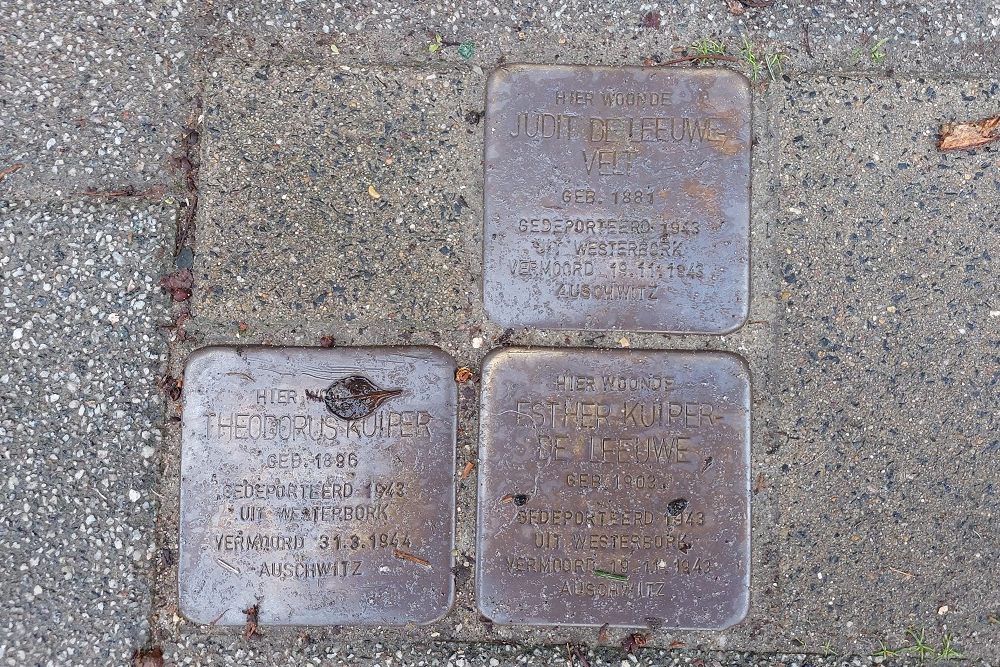 HIER WOONDE
JUDIT DE LEEUWE-
VELT
GEB. 1881
GEDEPORTEERD 1943
UIT WESTERBORK
VERMOORD 19.11.1943
AUSCHWITZ
HIER
THEODORUS KUIPER
GEB. 1896
GEDEPORTEERD 1943
UIT WESTERBORK
VERMOORD 31.3.1944
AUSCHWITZ
HIER WOONDE
ESTHER KUIPER-
DE LEEUWE
GEB. 1903
GEDEPORTEERD 1943
UIT WESTERBORK
VERMOORD 19.11.1943
AUSCHWITZ